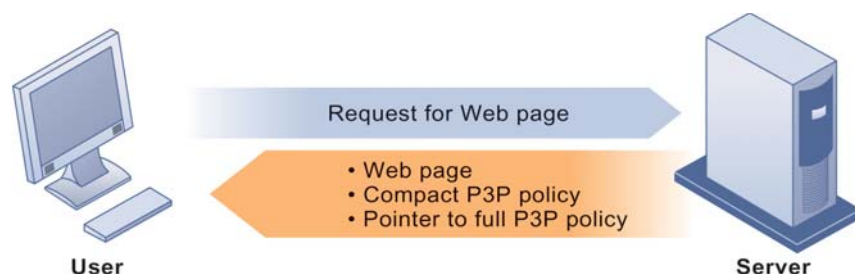 Request for Web page
• Web page
• Compact P3P policy
• Pointer to full P3P policy
User
Server